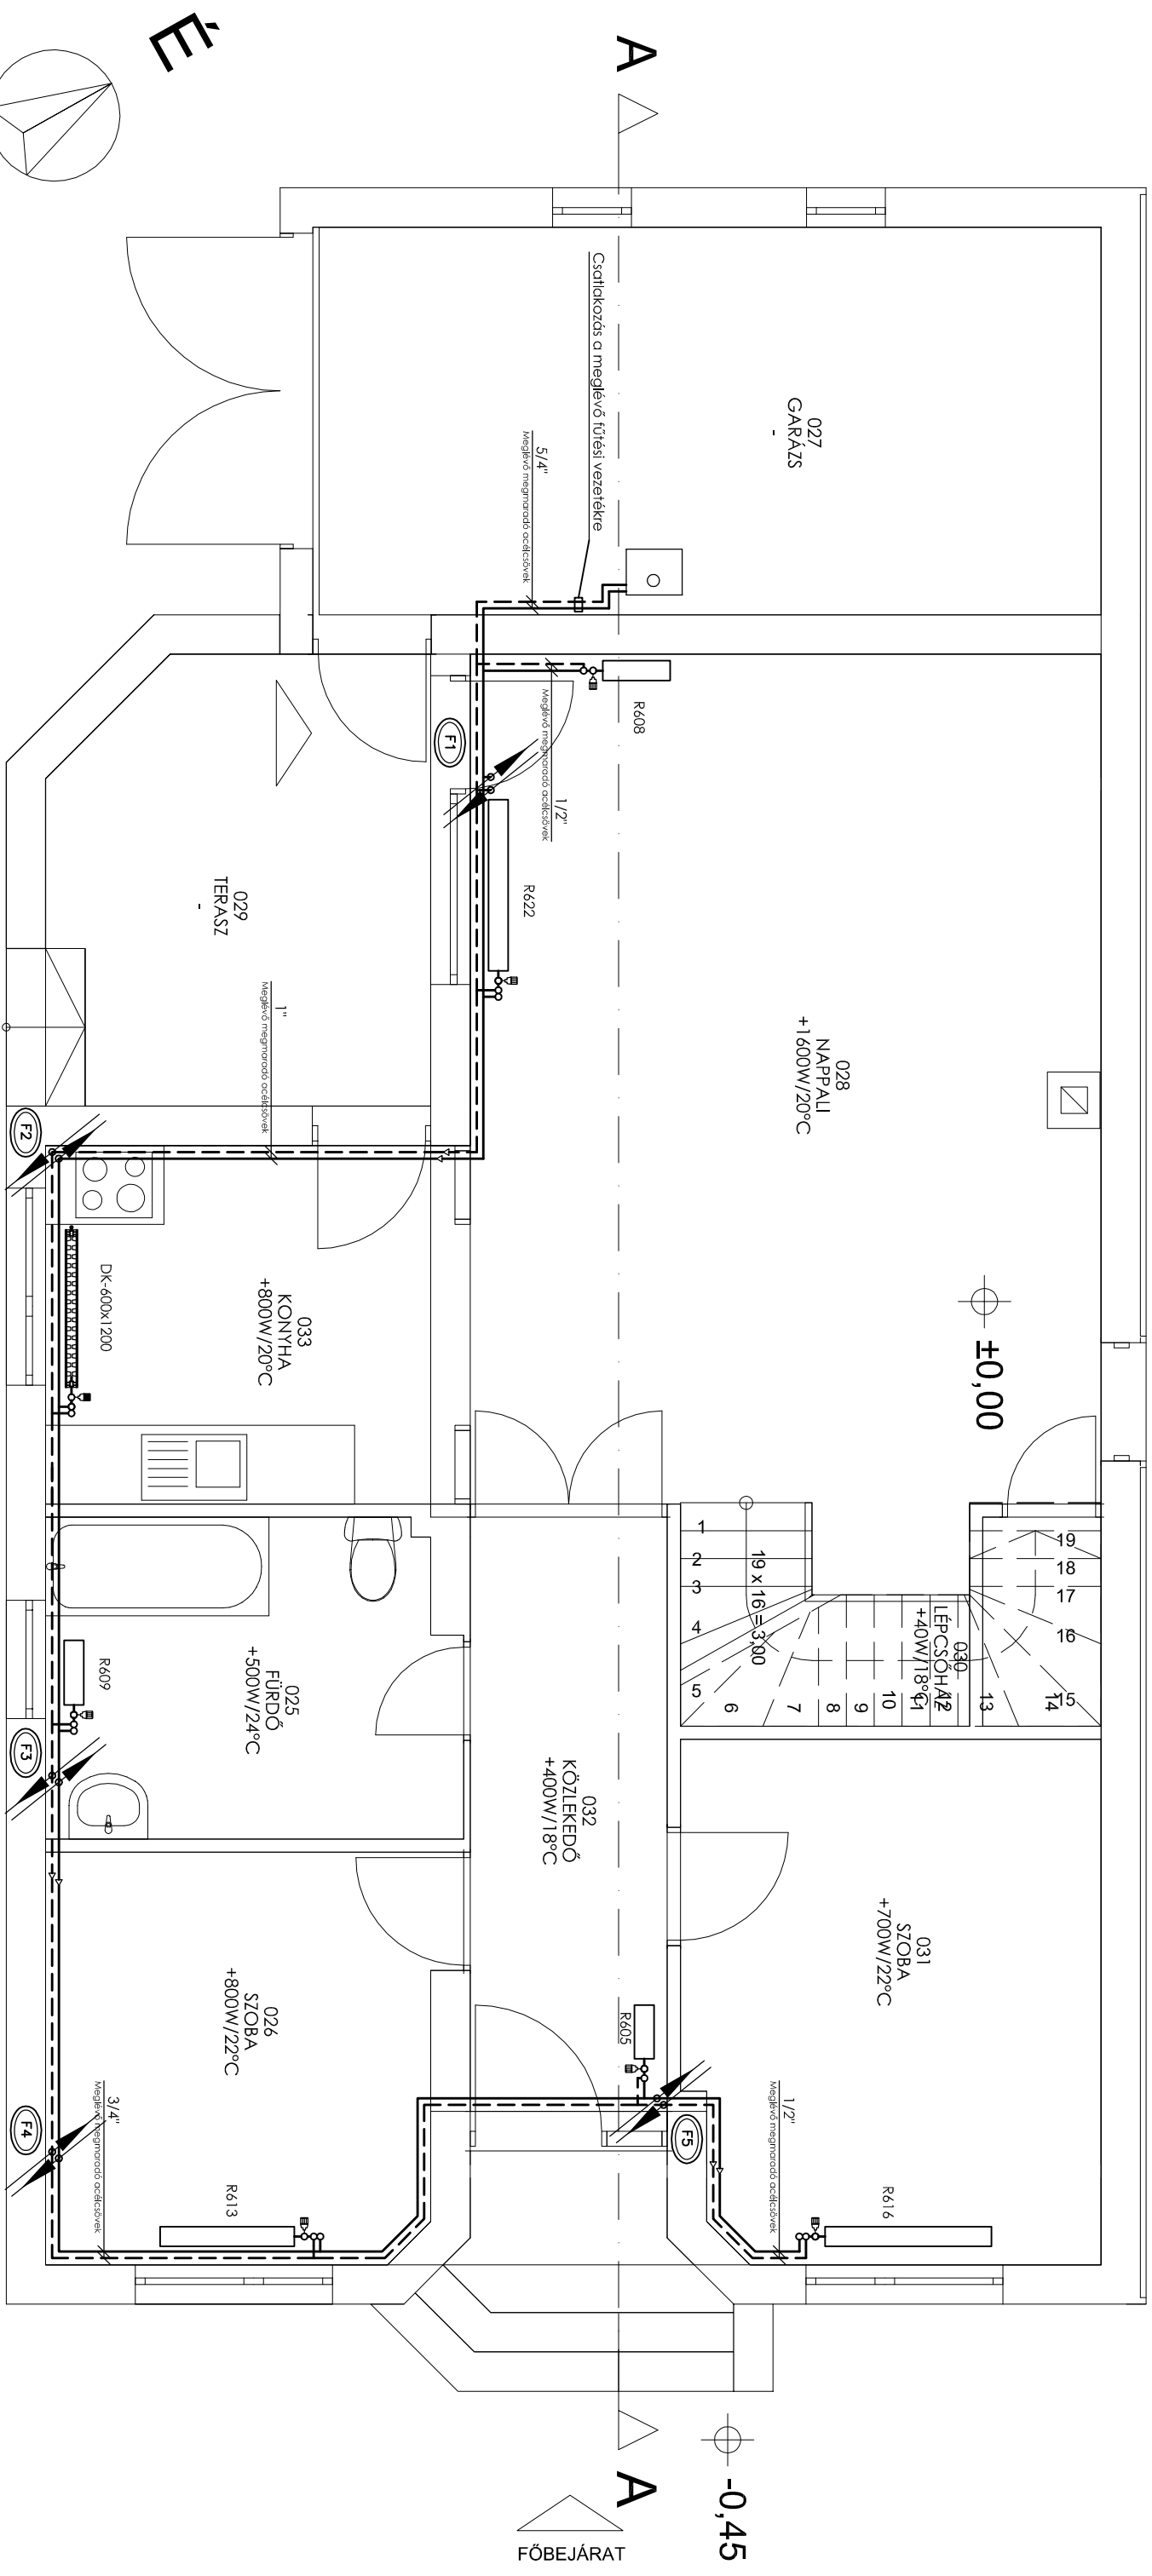 É
A
Csatlakozás a meglévő fűtési vezetékre
027
GARÁZS
-
5/4"
Meglévő megmaradó acélcsövek
R608
F1
1/2"
Meglévő megmaradó acélcsövek
R622
029
TERASZ
-
1"
Meglévő megmaradó acélcsövek
028
NAPPALI
+1600W/20°C
F2
±0,00
DK-600x1200
033
KONYHA
+800W/20°C
1
2
3
4
5
6
7
8
9
10
11
12
13
14
15
16
17
18
19
19 x 16 = 3,00
030
LÉPCSŐHÁZ
+40W/18°C
R609
025
FÜRDŐ
+500W/24°C
F3
032
KÖZLEKEDŐ
+400W/18°C
031
SZOBA
+700W/22°C
026
SZOBA
+800W/22°C
R605
F5
F4
3/4"
Meglévő megmaradó acélcsövek
1/2"
Meglévő megmaradó acélcsövek
R613
R616
A
-0,45
FŐBEJÁRAT